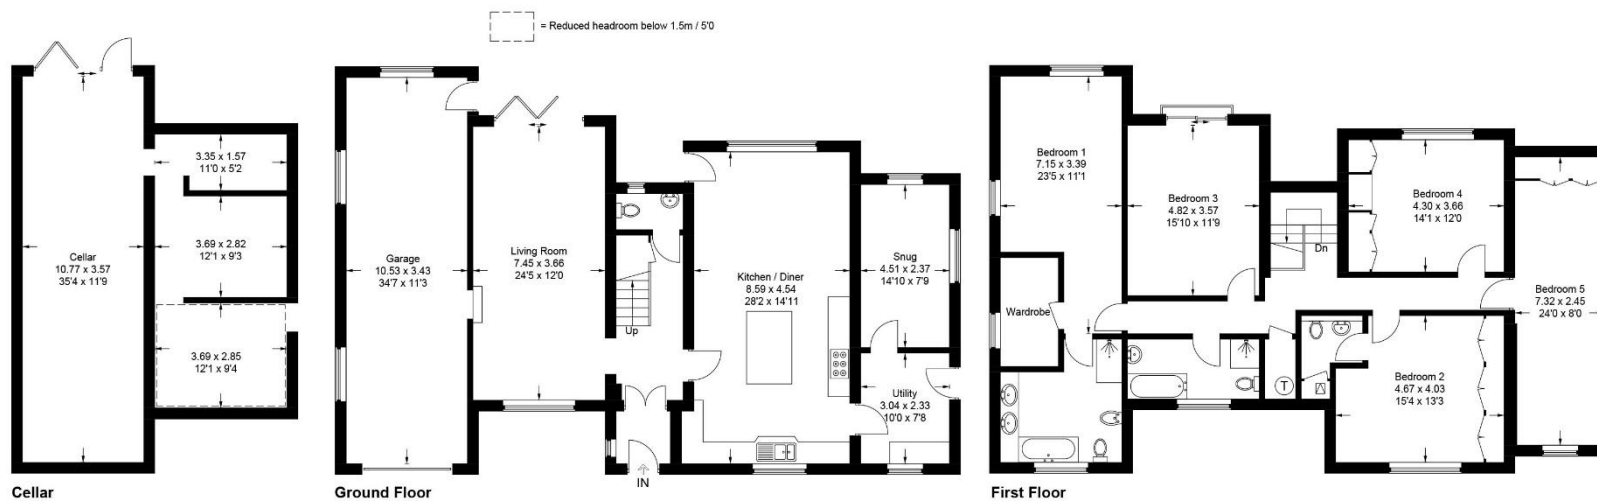 = Reduced headroom below 1.5m / 5'0
3.35 x 1.57
11'0 x 5'2
3.69 x 2.82
12'1 x 9'3
Cellar
10.77 x 3.57
35'4 x 11'9
3.69 x 2.85
12'1 x 9'4
Cellar
Garage
10.53 x 3.43
34'7 x 11'3
Living Room
7.45 x 3.66
24'5 x 12'0
Up
Kitchen / Diner
8.59 x 4.54
28'2 x 14'11
Snug
4.51 x 2.37
14'10 x 7'9
Utility
3.04 x 2.33
10'0 x 7'8
IN
Ground Floor
Bedroom 1
7.15 x 3.39
23'5 x 11'1
Bedroom 3
4.82 x 3.57
15'10 x 11'9
Bedroom 4
4.30 x 3.66
14'1 x 12'0
Dn
Wardrobe
Bedroom 5
7.32 x 2.45
24'0 x 8'0
T
Bedroom 2
4.67 x 4.03
15'4 x 13'3
First Floor